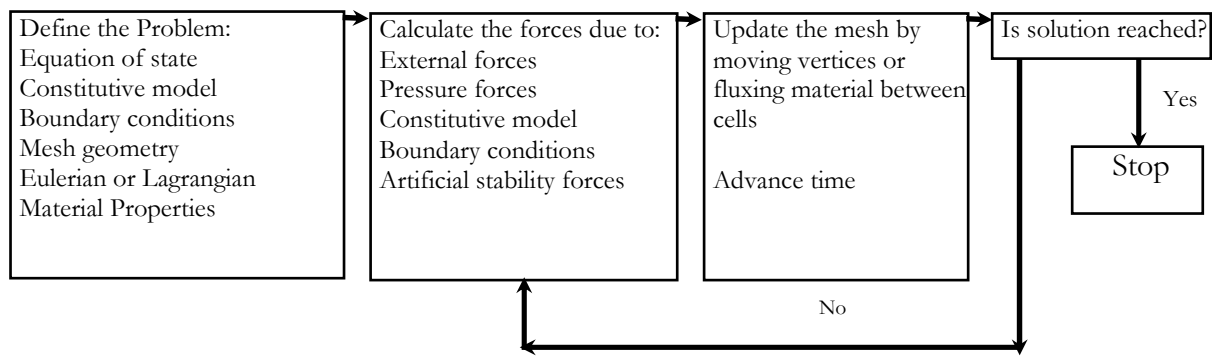 Define the Problem:
Equation of state
Constitutive model
Boundary conditions
Mesh geometry
Eulerian or Lagrangian
Material Properties
Calculate the forces due to:
External forces
Pressure forces
Constitutive model
Boundary conditions
Artificial stability forces
Update the mesh by
moving vertices or
fluxing material between
cells
Advance time
Is solution reached?
Yes
Stop
No